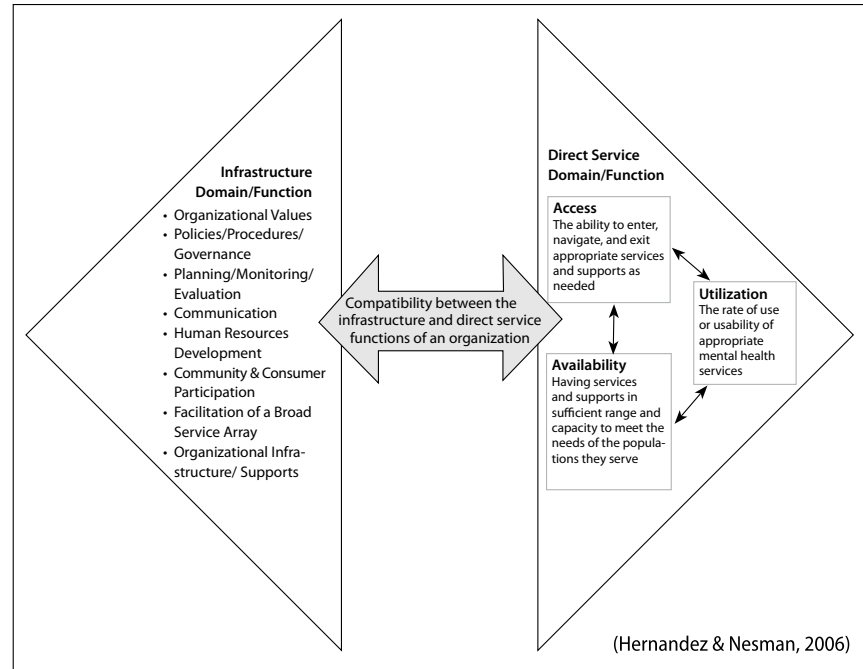 Infrastructure
Domain/Function
• Organizational Values
• Policies/Procedures/
Governance
• Planning/Monitoring/
Evaluation
• Communication
• Human Resources
Development
• Community & Consumer
Participation
• Facilitation of a Broad
Service Array
• Organizational Infra-
structure/ Supports
Compatibility between the
infrastructure and direct service
functions of an organization
Direct Service
Domain/Function
Access
The ability to enter,
navigate, and exit
appropriate services
and supports as
needed
Utilization
The rate of use
or usability of
appropriate
mental health
services
Availability
Having services
and supports in
sufficient range and
capacity to meet the
needs of the popula-
tions they serve
(Hernandez & Nesman, 2006)